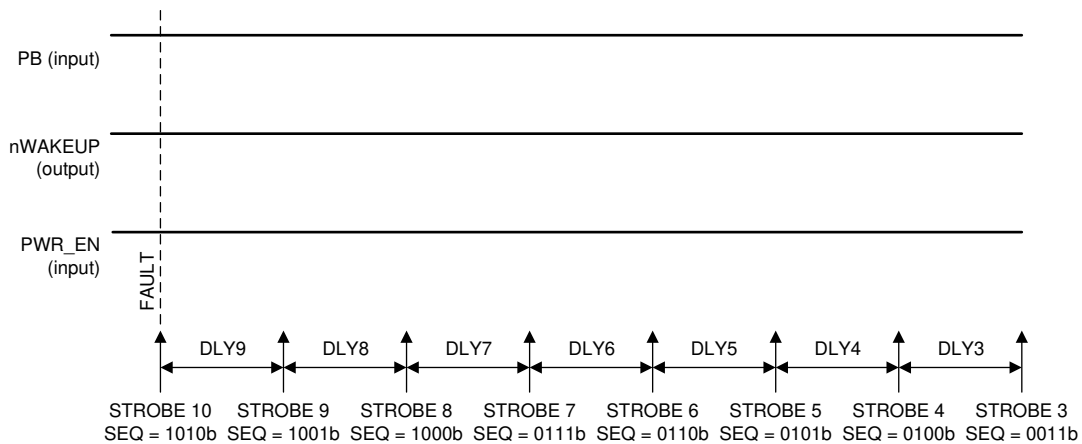 PB (input)
nWAKEUP
(output)
PWR_EN
(input)
FAULT
DLY9 DLY8 DLY7 DLY6 DLY5 DLY4 DLY3
STROBE 10 STROBE 9 STROBE 8 STROBE 7 STROBE 6 STROBE 5 STROBE 4 STROBE 3
SEQ = 1010b SEQ = 1001b SEQ = 1000b SEQ = 0111b SEQ = 0110b SEQ = 0101b SEQ = 0100b SEQ = 0011b